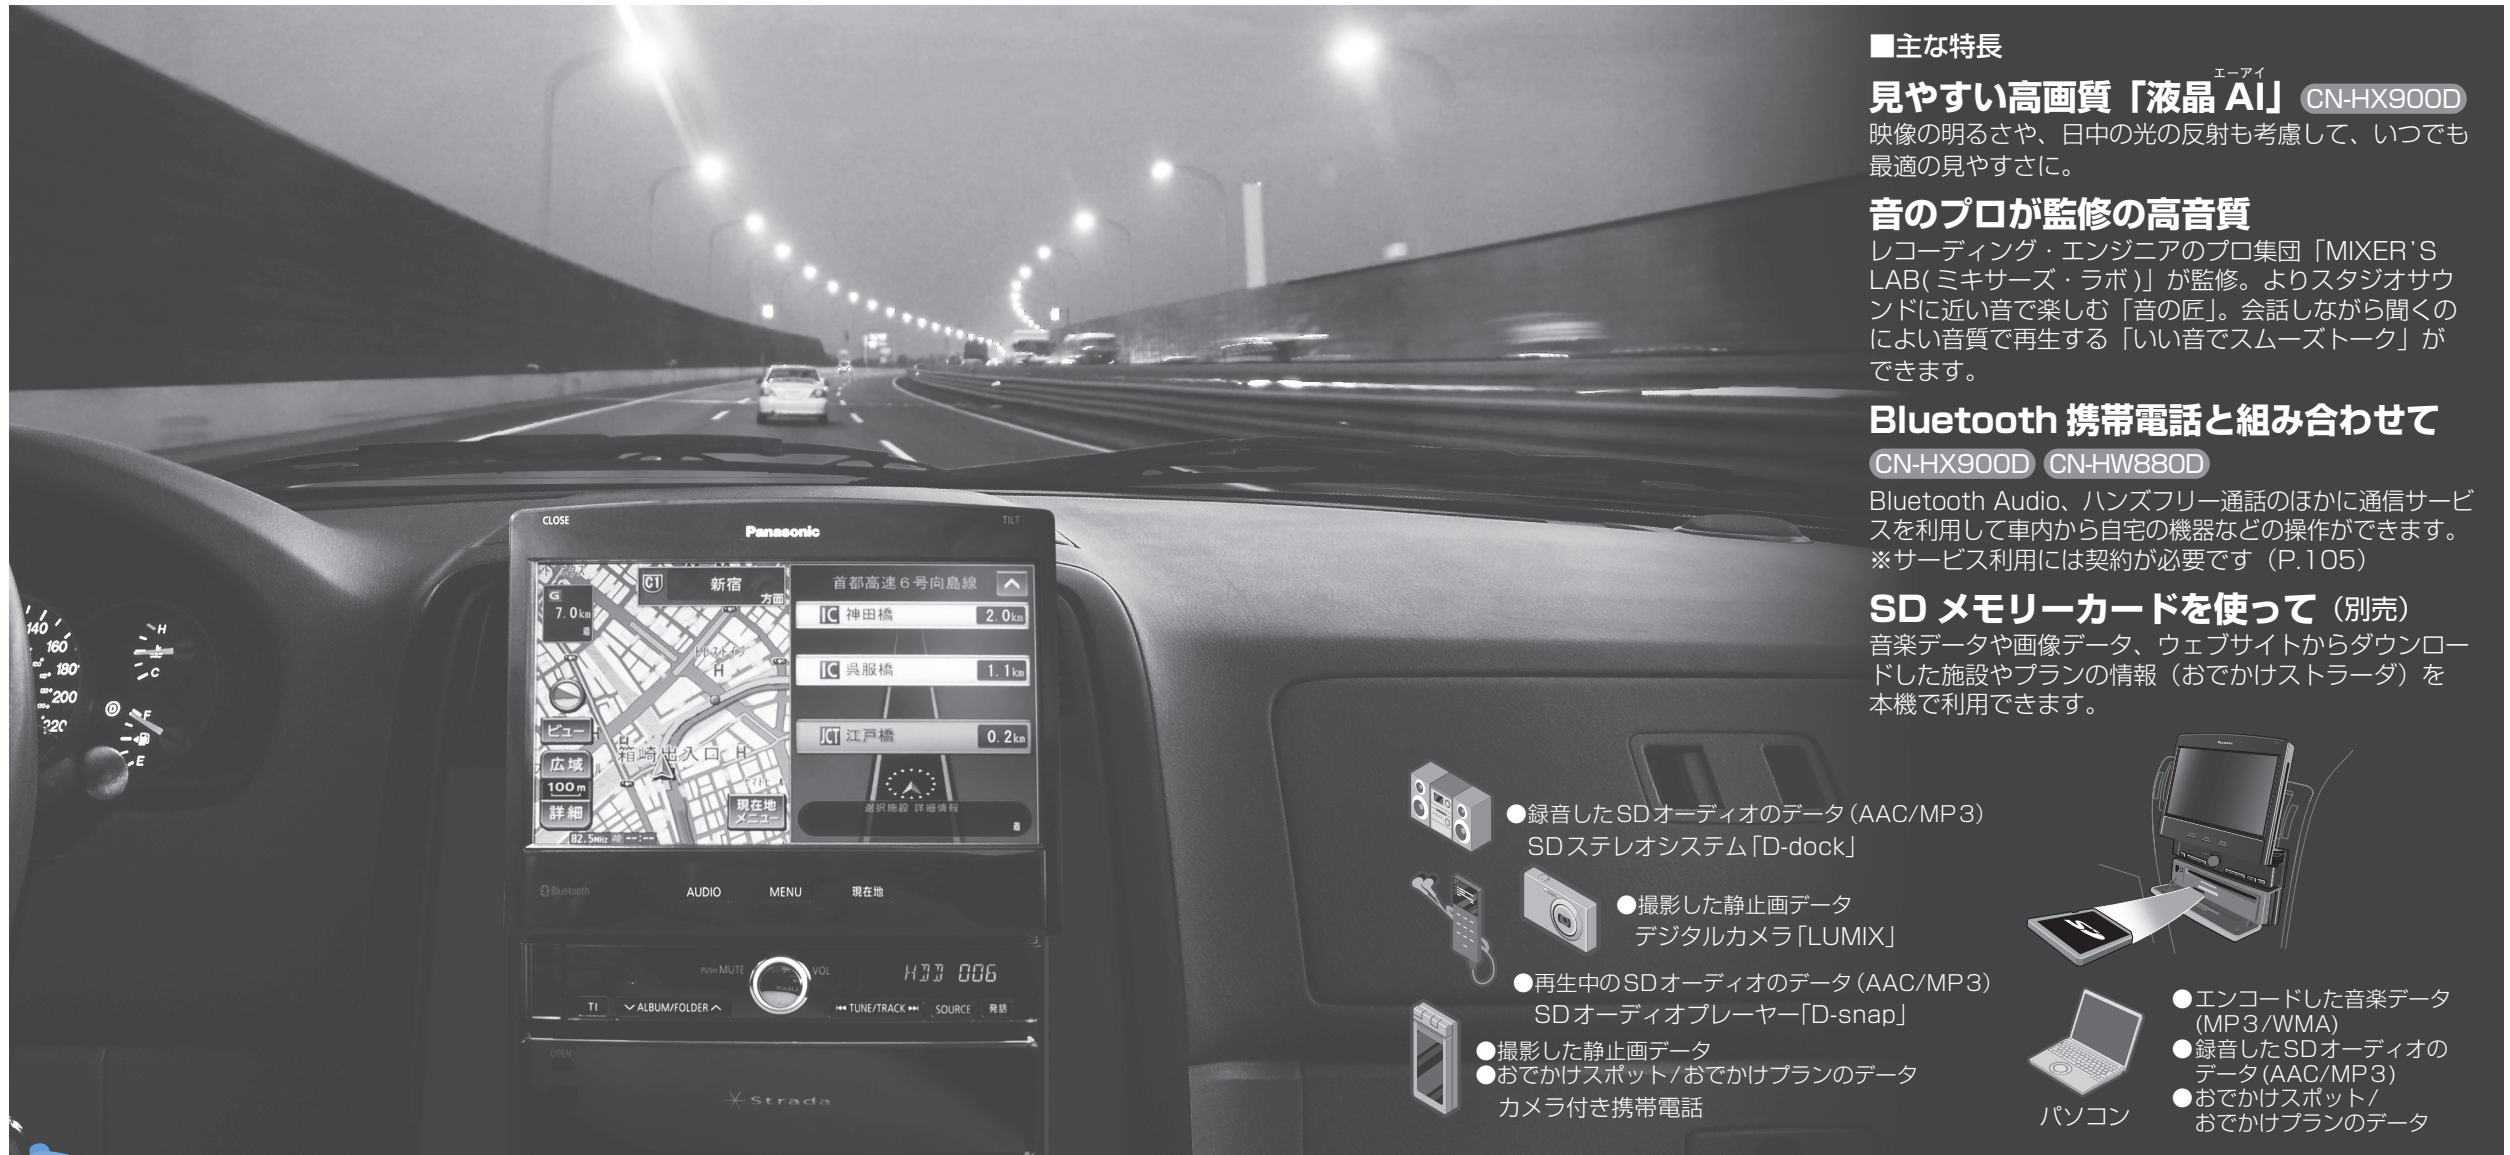 ■主な特長
エーアイ
見やすい高画質「液晶 AI」 CN-HX900D
映像の明るさや、日中の光の反射も考慮して、いつでも
最適の見やすさに。
音のプロが監修の高音質
レコーディング・エンジニアのプロ集団「MIXER'S
LAB(ミキサーズ・ラボ)」が監修。よりスタジオサウ
ンドに近い音で楽しむ「音の匠」。会話しながら聞くの
によい音質で再生する「いい音でスムーズトーク」が
できます。
Bluetooth 携帯電話と組み合わせて
CN-HX900D CN-HW880D
Bluetooth Audio、ハンズフリー通話のほかに通信サービ
スを利用して車内から自宅の機器などの操作ができます。
※サービス利用には契約が必要です（P.105）
SD メモリーカードを使って（別売）
音楽データや画像データ、ウェブサイトからダウンロー
ドした施設やプランの情報（おでかけストラーダ）を
本機で利用できます。
●録音したSDオーディオのデータ(AAC/MP3)
SDステレオシステム「D-dock」
●撮影した静止画データ
デジタルカメラ「LUMIX」
●再生中のSDオーディオのデータ(AAC/MP3)
SDオーディオプレーヤー「D-snap」
●撮影した静止画データ
●おでかけスポット/おでかけプランのデータ
カメラ付き携帯電話
●エンコードした音楽データ
(MP3/WMA)
●録音したSDオーディオの
データ(AAC/MP3)
●おでかけスポット/
おでかけプランのデータ
パソコン
SD
CLOSE
Panasonic
TILT
C1 新宿
方面
G
7.0km
着
首都高速6号向島線
IC 神田橋 2.0km
IC 呉服橋 1.1km
JCT 江戸橋 0.2km
選択施設 詳細情報
着
箱崎出入口
ビュー
広域
100m
詳細
現在地
メニュー
82.5MHz
Bluetooth
AUDIO MENU 現在地
PUSH MUTE VOL
HDD 006
TI ALBUM/FOLDER TUNE/TRACK SOURCE 発話
OPEN
Strada
140
160
180
200
220
H
C
D
F
E